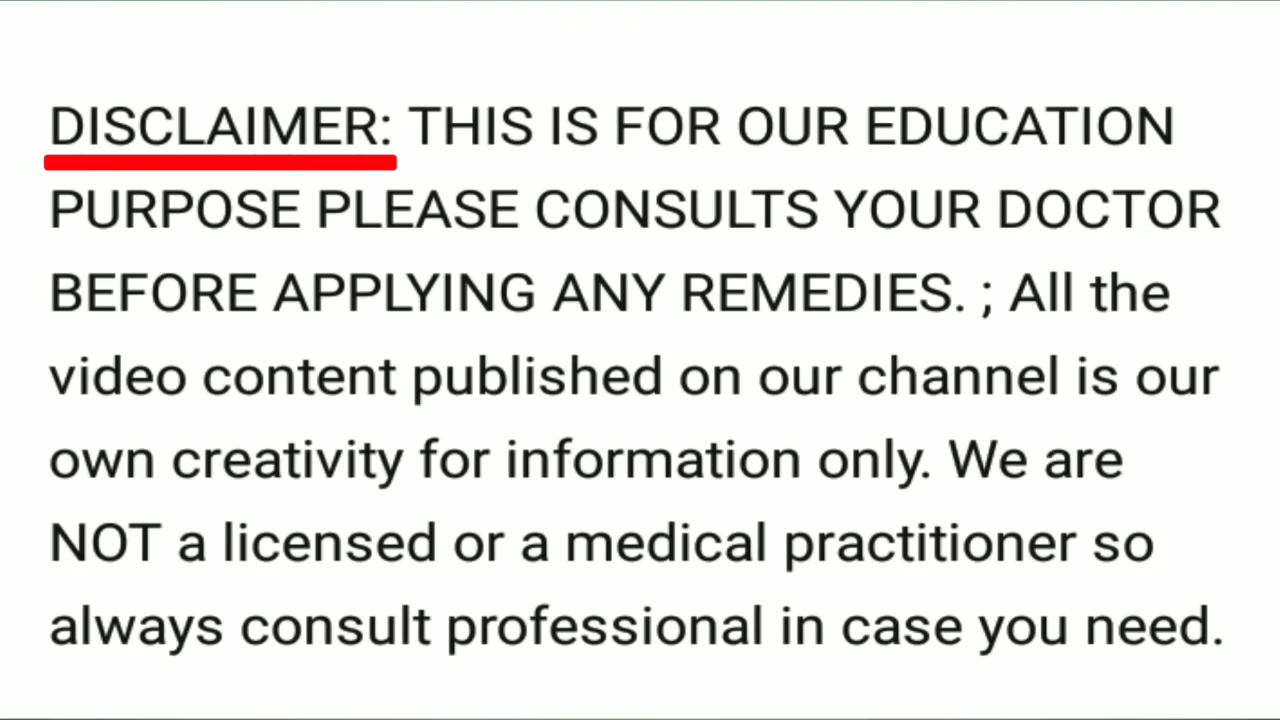 DISCLAIMER: THIS IS FOR OUR EDUCATION
PURPOSE PLEASE CONSULTS YOUR DOCTOR
BEFORE APPLYING ANY REMEDIES. ; All the
video content published on our channel is our
own creativity for information only. We are
NOT a licensed or a medical practitioner so
always consult professional in case you need.